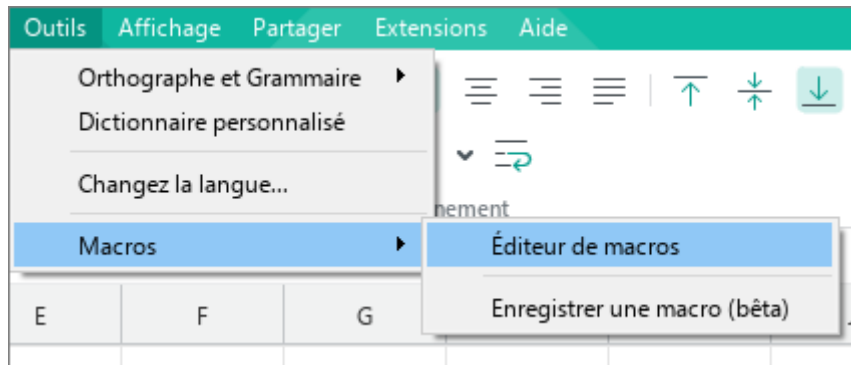 Outils Affichage Partager Extensions Aide
Orthographe et Grammaire
Dictionnaire personnalisé
Changez la langue...
nement
Macros
Éditeur de macros
Enregistrer une macro (bêta)
E F G